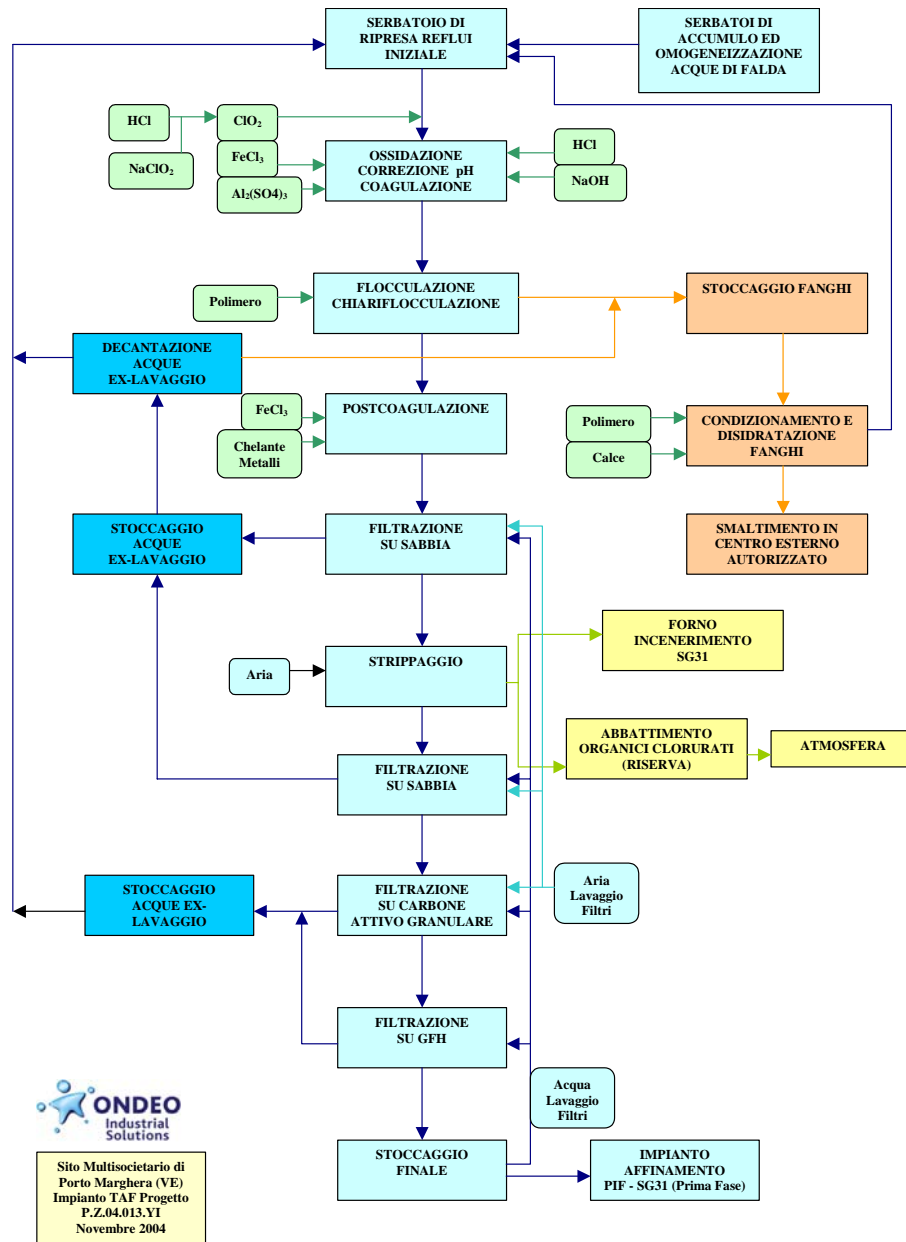 SERBATOIO DI
RIPRESA REFLUI
INIZIALE
SERBATOI DI
ACCUMULO ED
OMOGENEIZZAZIONE
ACQUE DI FALDA
HCl
ClO₂
NaClO₂
FeCl₃
Al₂(SO4)₃
OSSIDAZIONE
CORREZIONE pH
COAGULAZIONE
HCl
NaOH
Polimero
FLOCCULAZIONE
CHIARIFLOCCULAZIONE
STOCCAGGIO FANGHI
DECANTAZIONE
ACQUE
EX-LAVAGGIO
FeCl₃
Chelante
Metalli
POSTCOAGULAZIONE
Polimero
Calce
CONDIZIONAMENTO E
DISIDRATAZIONE
FANGHI
STOCCAGGIO
ACQUE
EX-LAVAGGIO
FILTRAZIONE
SU SABBIA
SMALTIMENTO IN
CENTRO ESTERNO
AUTORIZZATO
FORNO
INCENERIMENTO
SG31
Aria
STRIPPAGGIO
ABBATTIMENTO
ORGANICI CLORURATI
(RISERVA)
ATMOSFERA
FILTRAZIONE
SU SABBIA
STOCCAGGIO
ACQUE EX-
LAVAGGIO
FILTRAZIONE
SU CARBONE
ATTIVO GRANULARE
Aria
Lavaggio
Filtri
FILTRAZIONE
SU GFH
Acqua
Lavaggio
Filtri
ONDEO
Industrial
Solutions
STOCCAGGIO
FINALE
IMPIANTO
AFFINAMENTO
PIF - SG31 (Prima Fase)
Sito Multisocietario di
Porto Marghera (VE)
Impianto TAF Progetto
P.Z.04.013.YI
Novembre 2004